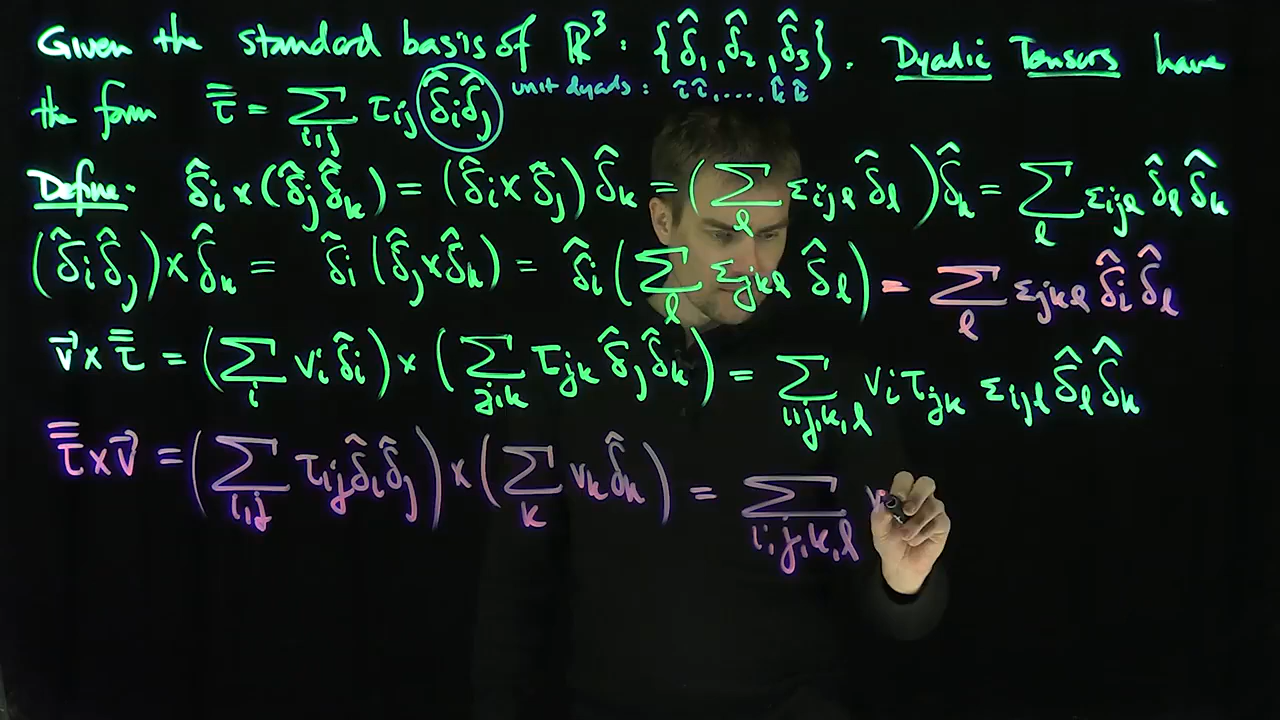 Given the standard basis of ℝ³: {δ̂₁, δ̂₂, δ̂₃}. Dyadic Tensors have
the form τ̿ = Σ_{i,j} τ_{ij} δ̂_i δ̂_j unit dyads: î î, ...., k̂ k̂
Define: δ̂_i × (δ̂_j δ̂_k) = (δ̂_i × δ̂_j) δ̂_k = (Σ_l ε_{ijl} δ̂_l) δ̂_k = Σ_l ε_{ijl} δ̂_l δ̂_k
(δ̂_i δ̂_j) × δ̂_k = δ̂_i (δ̂_j × δ̂_k) = δ̂_i (Σ_l ε_{jkl} δ̂_l) = Σ_l ε_{jkl} δ̂_i δ̂_l
v⃗ × τ̿ = (Σ_i v_i δ̂_i) × (Σ_{j,k} τ_{jk} δ̂_j δ̂_k) = Σ_{i,j,k,l} v_i τ_{jk} ε_{ijl} δ̂_l δ̂_k
τ̿ × v⃗ = (Σ_{i,j} τ_{ij} δ̂_i δ̂_j) × (Σ_k v_k δ̂_k) = Σ_{i,j,k,l} v